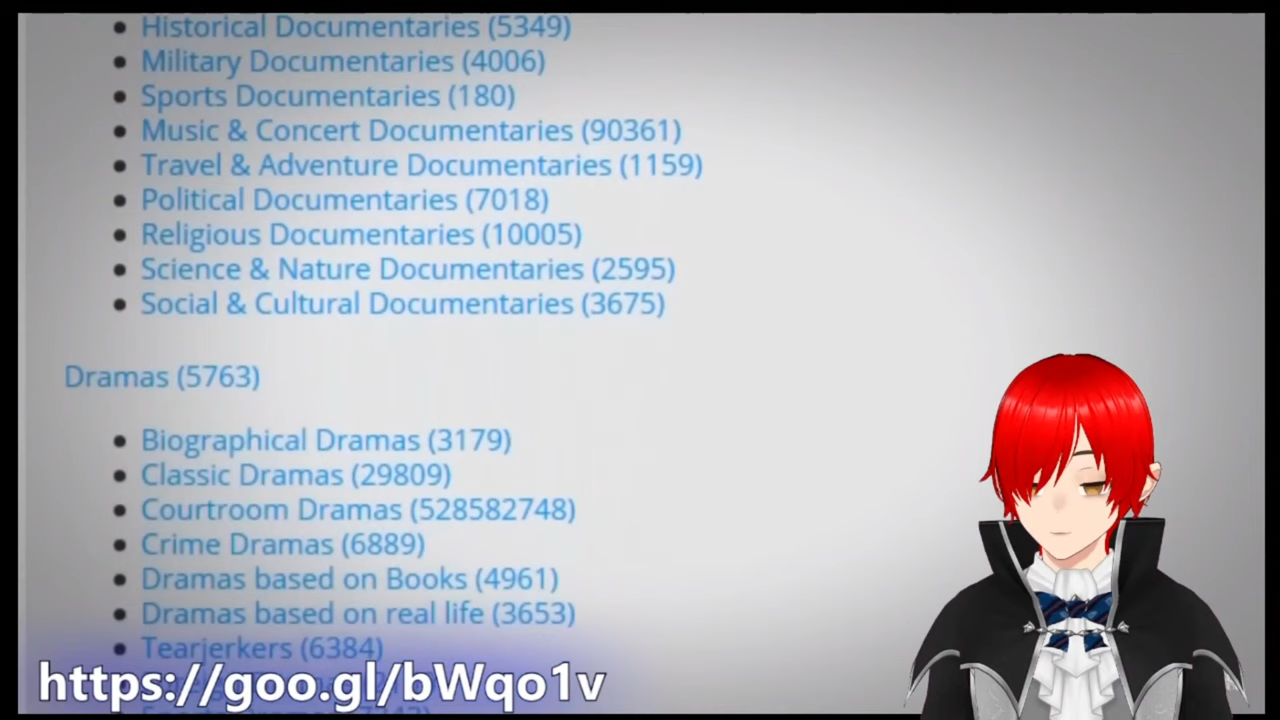 Historical Documentaries (5349)
Military Documentaries (4006)
Sports Documentaries (180)
Music & Concert Documentaries (90361)
Travel & Adventure Documentaries (1159)
Political Documentaries (7018)
Religious Documentaries (10005)
Science & Nature Documentaries (2595)
Social & Cultural Documentaries (3675)
Dramas (5763)
Biographical Dramas (3179)
Classic Dramas (29809)
Courtroom Dramas (528582748)
Crime Dramas (6889)
Dramas based on Books (4961)
Dramas based on real life (3653)
Tearjerkers (6384)
https://goo.gl/bWqo1v